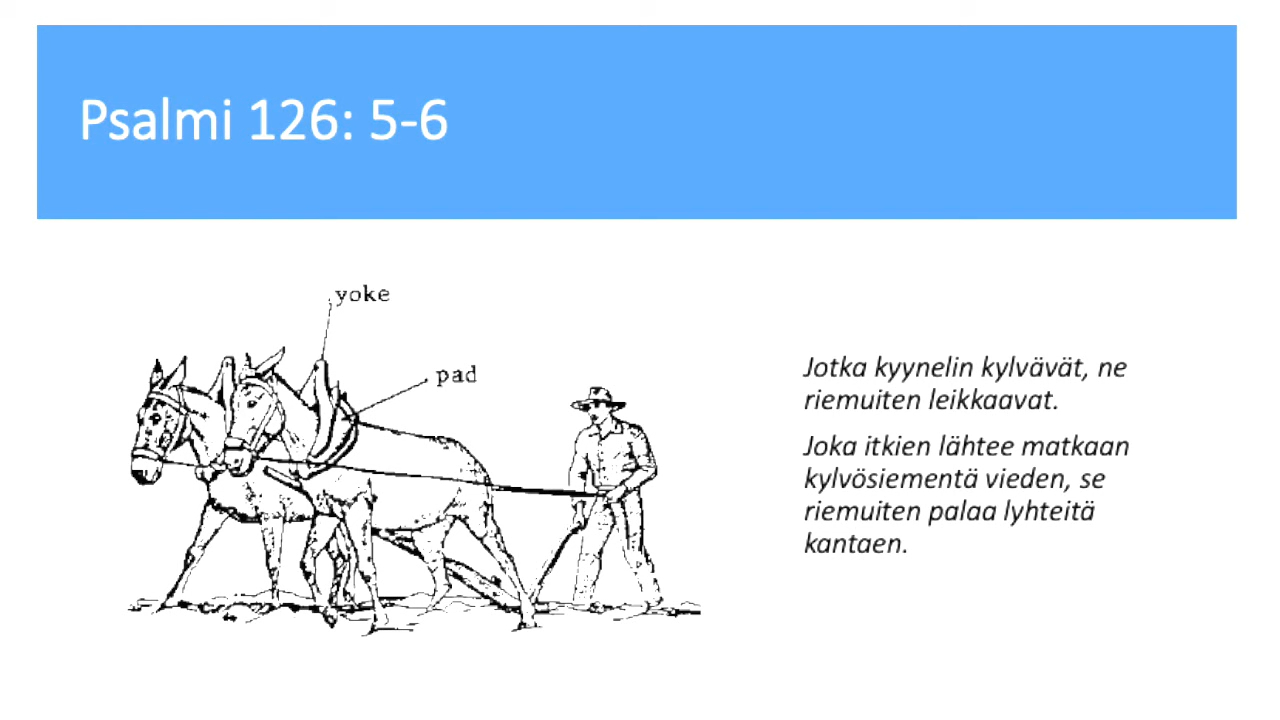 Psalmi 126: 5-6
yoke
pad
Jotka kyynelin kylvävät, ne
riemuiten leikkaavat.
Joka itkien lähtee matkaan
kylvösiementä vieden, se
riemuiten palaa lyhteitä
kantaen.